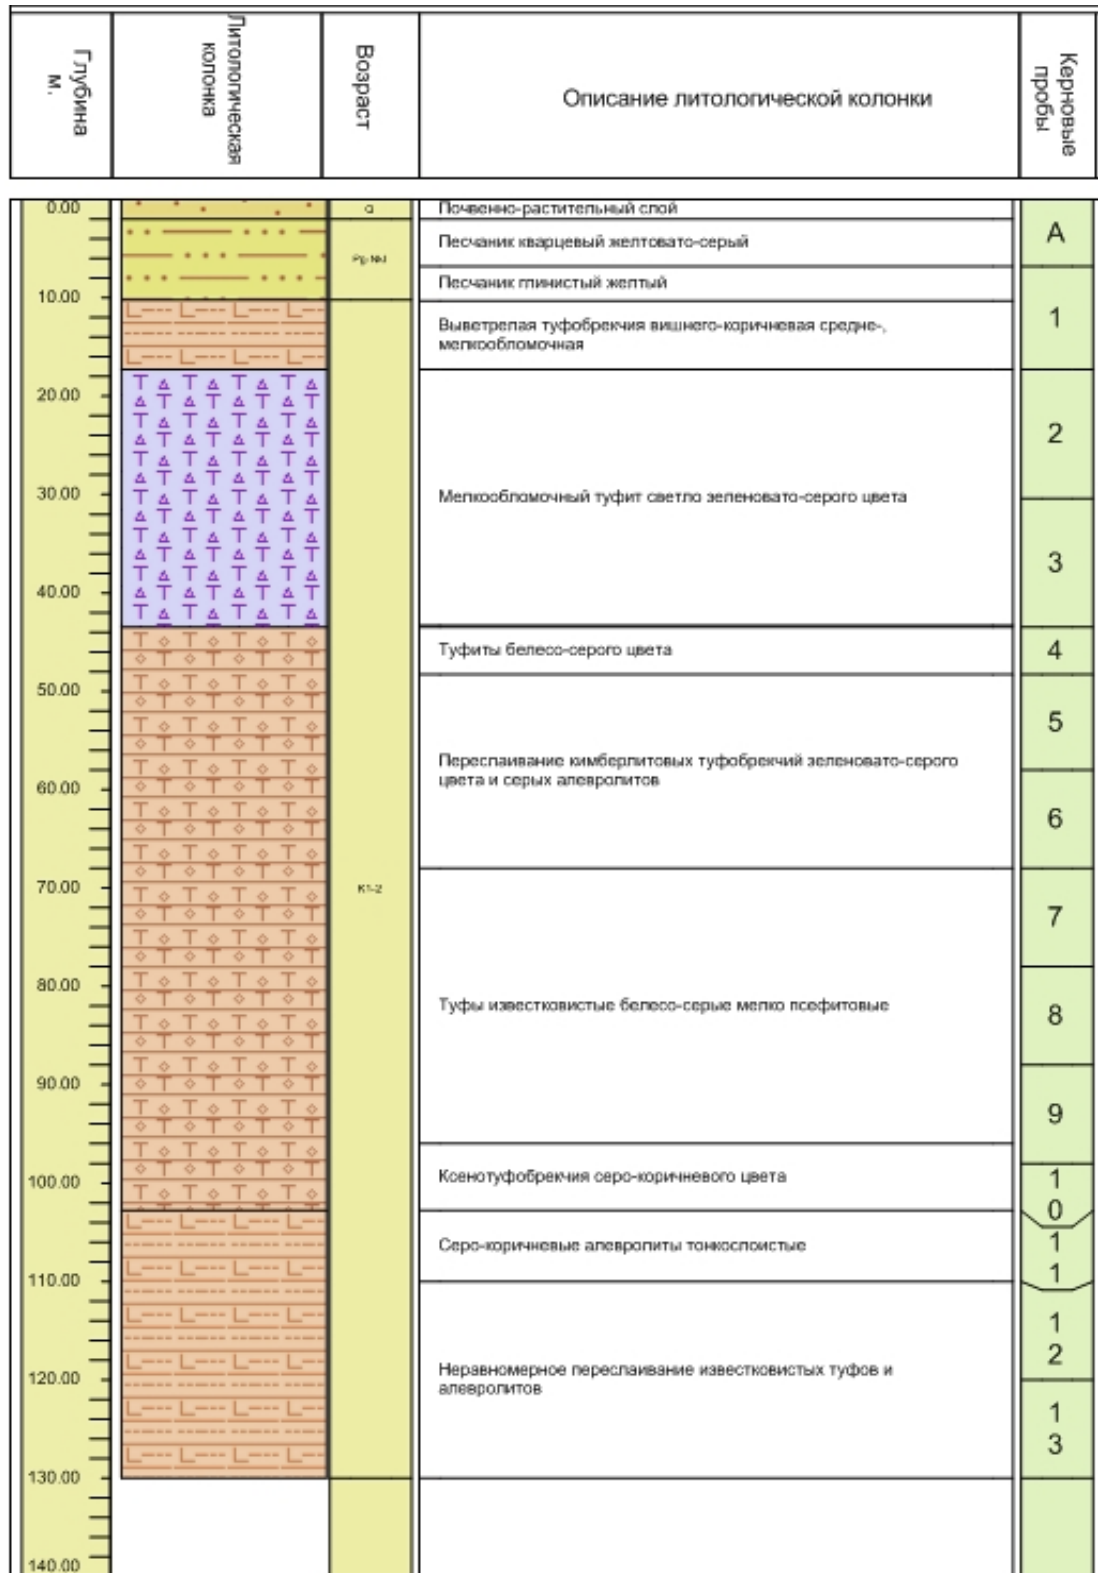 Глубина
м.
Литологическая
колонка
Возраст
Описание литологической колонки
Керновые
пробы
0.00
Q
Почвенно-растительный слой
A
Песчаник кварцевый желтовато-серый
Песчаник глинистый желтый
10.00
1
Выветрелая туфобрекчия вишнего-коричневая средне-,
мелкообломочная
20.00
2
30.00
Мелкообломочный туфит светло зеленовато-серого цвета
3
40.00
Туфиты белесо-серого цвета
4
50.00
5
Переслаивание кимберлитовых туфобрекчий зеленовато-серого
цвета и серых алевролитов
60.00
6
70.00
К1-2
7
80.00
Туфы известковистые белесо-серые мелко псефитовые
8
90.00
9
Ксенотуфобрекчия серо-коричневого цвета
100.00
1
0
Серо-коричневые алевролиты тонкослоистые
1
1
110.00
1
2
Неравномерное переслаивание известковистых туфов и
алевролитов
120.00
1
3
130.00
140.00